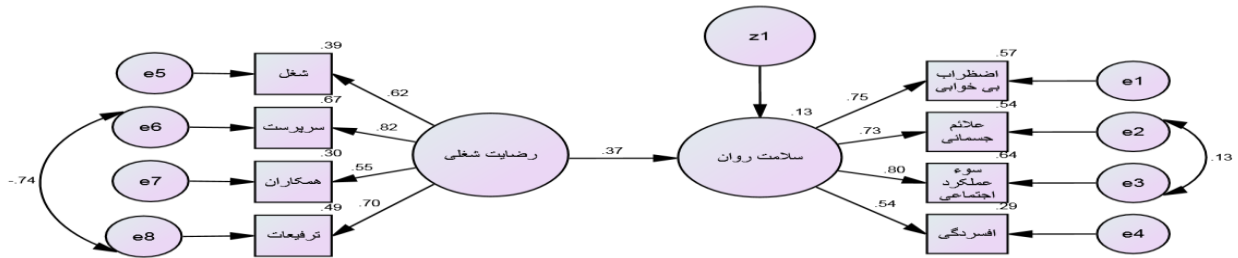 z1
.39
.57
e5
شغل
اضطراب
بی خوابی
e1
.62
.75
.67
.13
.54
e6
سرپرست
.82
.73
علائم
جسمانی
e2
.30
رضایت شغلی
.37
سلامت روان
.64
-.74
.13
e7
همکاران
.55
.80
سوء
عملکرد
اجتماعی
e3
.49
.70
.54
.29
e8
ترفیعات
افسردگی
e4